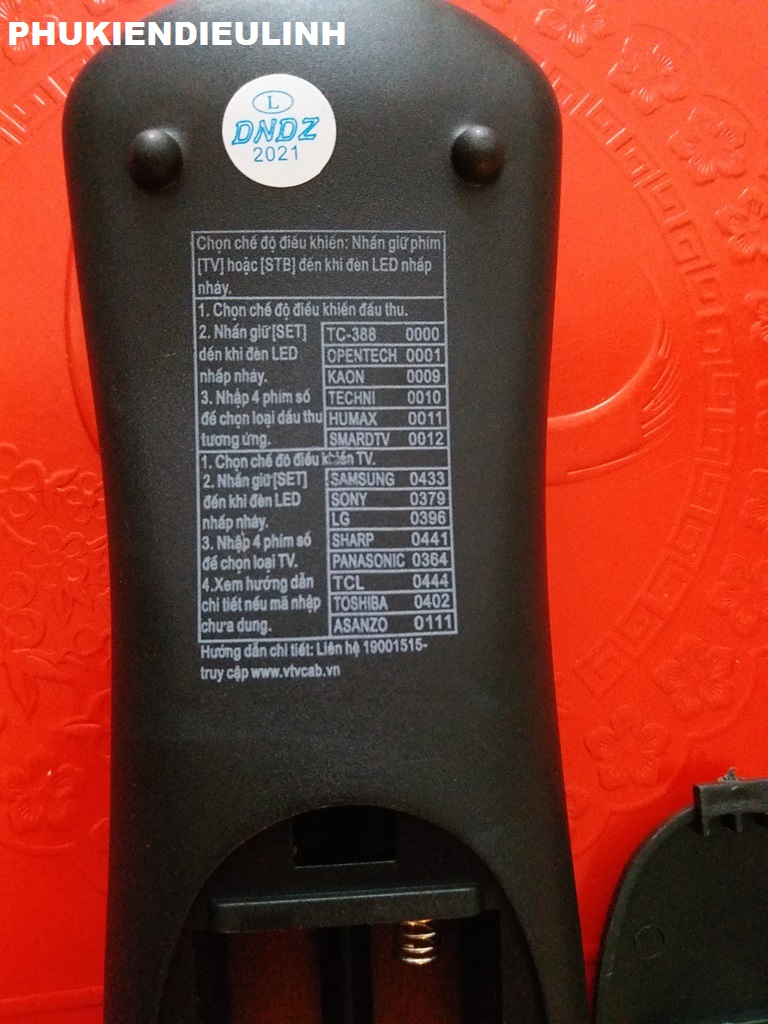 PHUKIENDIEULINH
L
DNDZ
2021
Chọn chế độ điều khiển: Nhấn giữ phím
[TV] hoặc [STB] đến khi đèn LED nhấp
nháy.
1. Chọn chế độ điều khiển đầu thu.
2. Nhấn giữ [SET]
dến khi đèn LED
nhấp nháy.
3. Nhập 4 phím số
để chọn loại dầu thu
tương ứng.
TC-388 0000
OPENTECH 0001
KAON 0009
TECHNI 0010
HUMAX 0011
SMARDTV 0012
1. Chọn chế độ điều khiển TV.
2. Nhấn giữ [SET]
đến khi đèn LED
nhấp nháy.
3. Nhập 4 phím số
để chọn loại TV.
4.Xem hướng dẫn
chi tiết nếu mã nhập
chưa đung.
SAMSUNG 0433
SONY 0379
LG 0396
SHARP 0441
PANASONIC 0364
TCL 0444
TOSHIBA 0402
ASANZO 0111
Hướng dẫn chi tiết: Liên hệ 19001515-
truy cập www.vtvcab.vn